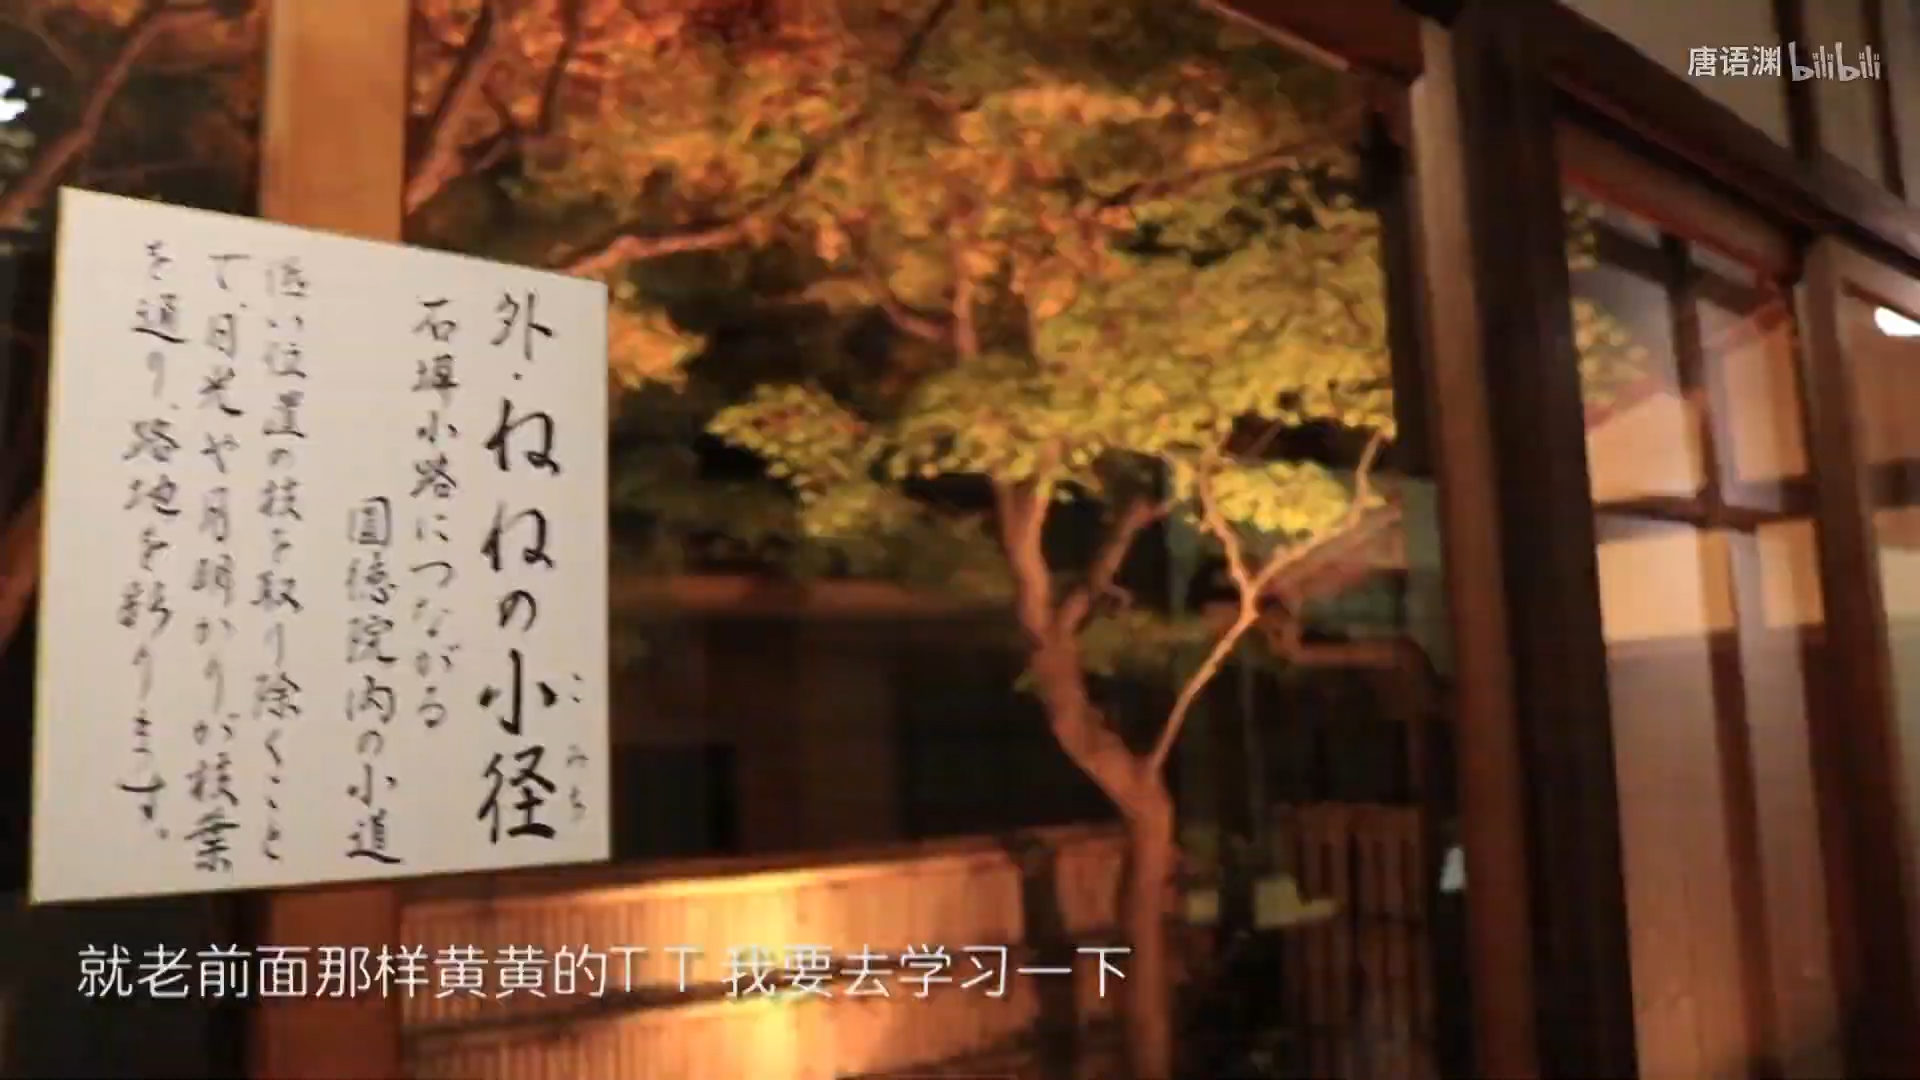 唐语渊 bilibili
外・ねねの小径
こみち
石塀小路につながる
圓徳院内の小道
低い位置の枝を取り除くこと
で、月光や月明かりが枝葉
を通り、路地を彩ります。
就老前面那样黄黄的T T 我要去学习一下